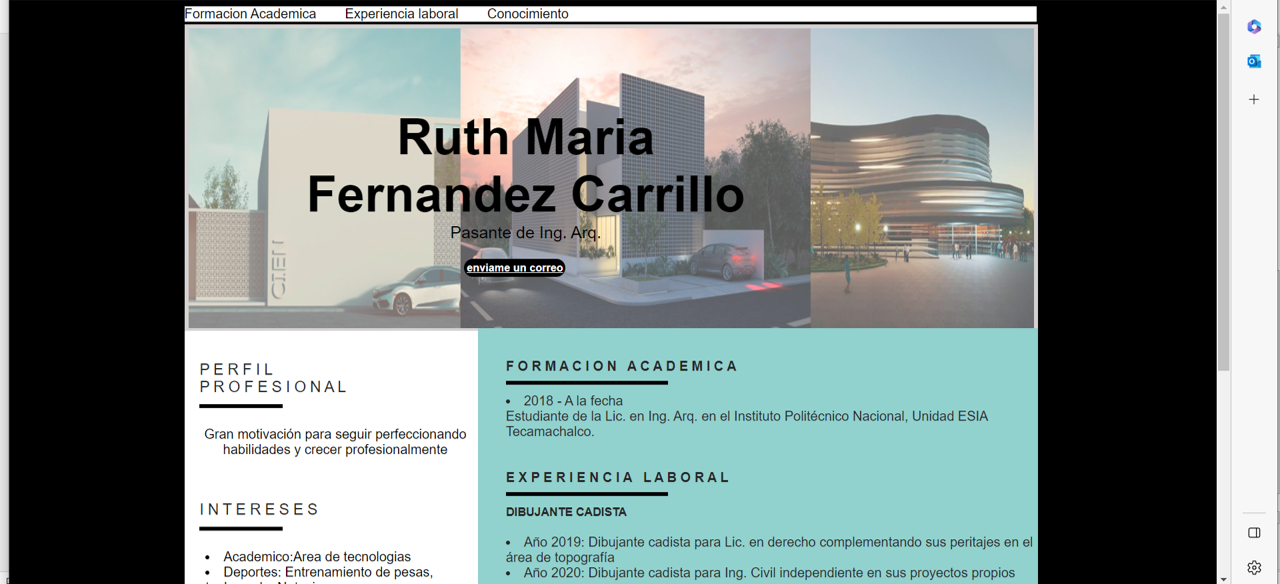 Formacion Academica Experiencia laboral Conocimiento
Ruth Maria
Fernandez Carrillo
Pasante de Ing. Arq.
enviame un correo
PERFIL
PROFESIONAL
Gran motivación para seguir perfeccionando
habilidades y crecer profesionalmente
INTERESES
• Academico:Area de tecnologias
• Deportes: Entrenamiento de pesas,
FORMACION ACADEMICA
• 2018 - A la fecha
Estudiante de la Lic. en Ing. Arq. en el Instituto Politécnico Nacional, Unidad ESIA
Tecamachalco.
EXPERIENCIA LABORAL
DIBUJANTE CADISTA
• Año 2019: Dibujante cadista para Lic. en derecho complementando sus peritajes en el
área de topografía
• Año 2020: Dibujante cadista para Ing. Civil independiente en sus proyectos propios